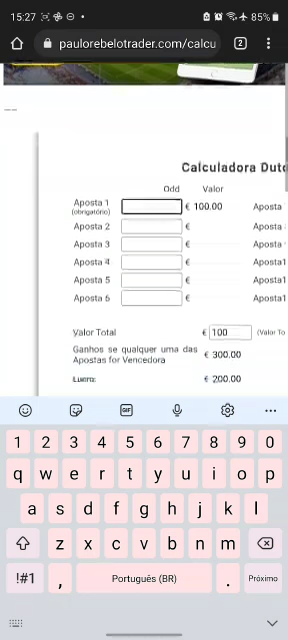 15:27
85%
paulorebelotrader.com/calcu
2
Calculadora Dutc
Odd Valor
Aposta 1 € 100.00 Aposta
(obrigatório)
Aposta 2 € Aposta
Aposta 3 € Aposta
Aposta 4 € Aposta1
Aposta 5 € Aposta1
Aposta 6 € Aposta1
Valor Total € 100 (Valor To
Ganhos se qualquer uma das
Apostas for Vencedora € 300.00
Lucro: € 200.00
GIF
1 2 3 4 5 6 7 8 9 0
q w e r t y u i o p
a s d f g h j k l
z x c v b n m
!#1 , Português (BR) . Próximo